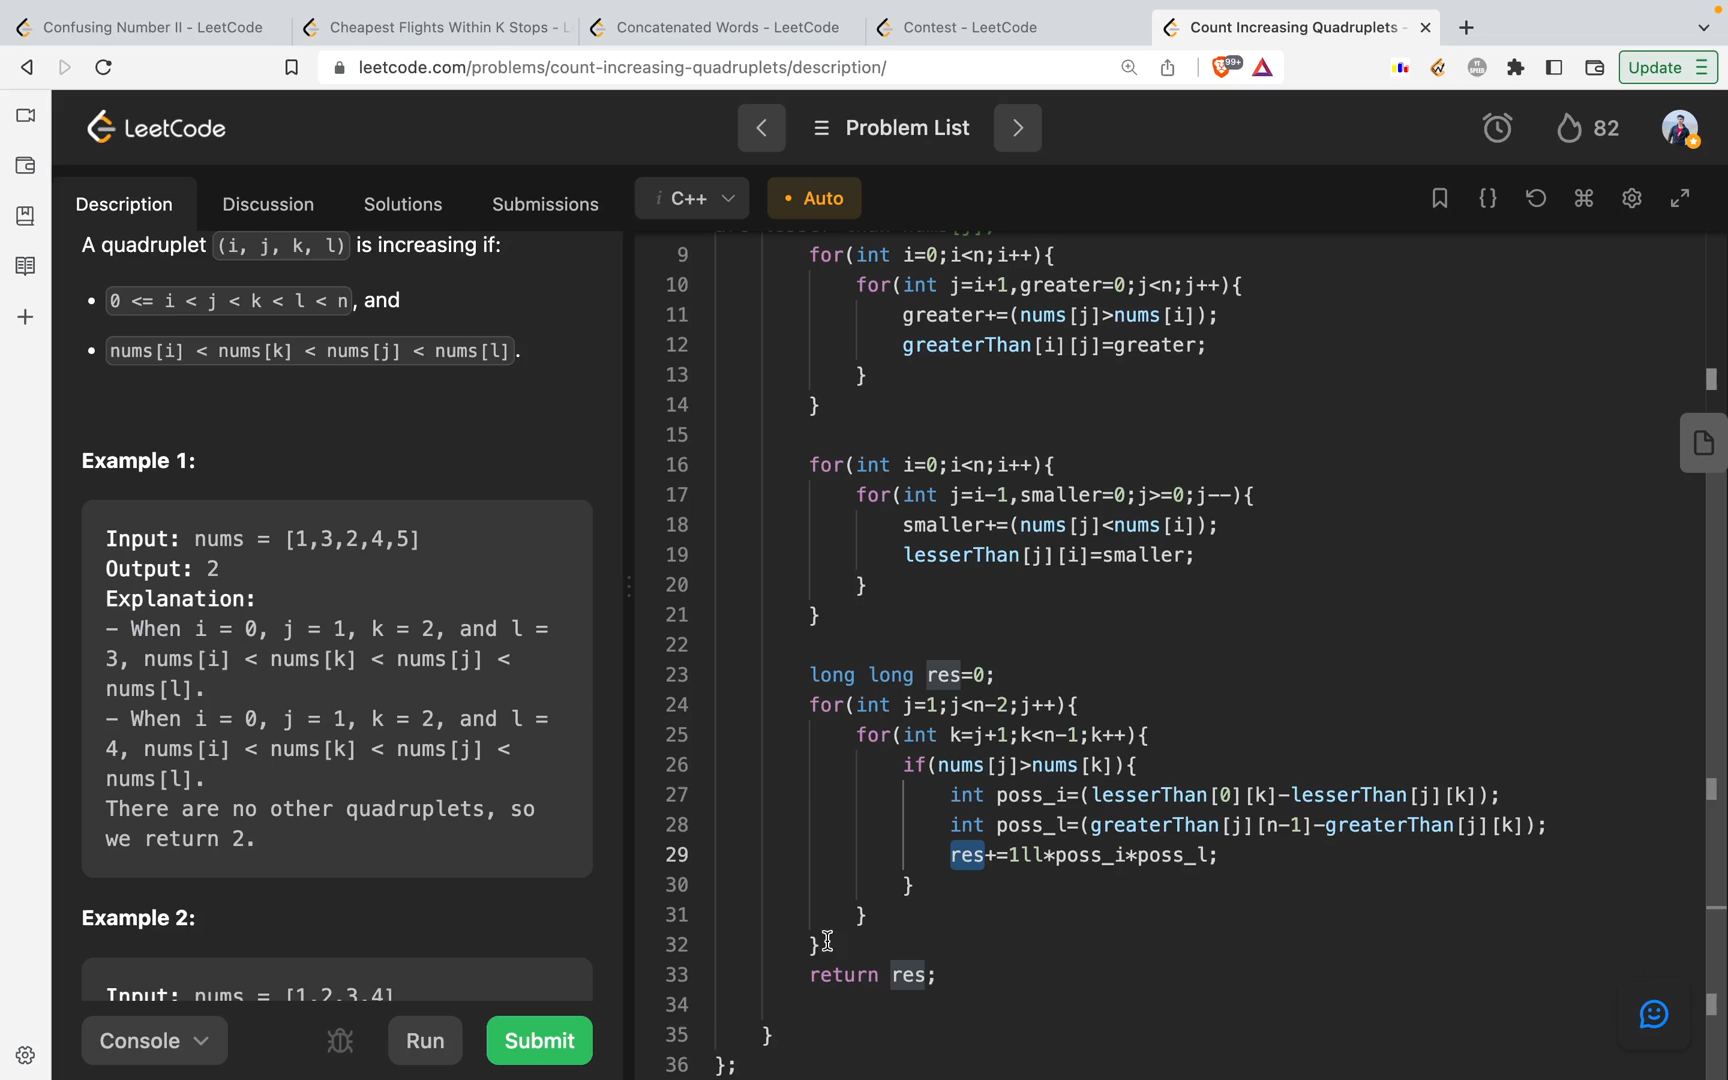 Confusing Number II - LeetCode
Cheapest Flights Within K Stops - L
Concatenated Words - LeetCode
Contest - LeetCode
Count Increasing Quadruplets -
leetcode.com/problems/count-increasing-quadruplets/description/
99+
Update
LeetCode
Problem List
82
Description
Discussion
Solutions
Submissions
i C++
• Auto
A quadruplet (i, j, k, l) is increasing if:
• 0 <= i < j < k < l < n, and
• nums[i] < nums[k] < nums[j] < nums[l].
Example 1:
Input: nums = [1,3,2,4,5]
Output: 2
Explanation:
- When i = 0, j = 1, k = 2, and l =
3, nums[i] < nums[k] < nums[j] <
nums[l].
- When i = 0, j = 1, k = 2, and l =
4, nums[i] < nums[k] < nums[j] <
nums[l].
There are no other quadruplets, so
we return 2.
Example 2:
Input: nums = [1,2,3,4]
Console
Run
Submit
9 for(int i=0;i<n;i++){
10 for(int j=i+1,greater=0;j<n;j++){
11 greater+=(nums[j]>nums[i]);
12 greaterThan[i][j]=greater;
13 }
14 }
15
16 for(int i=0;i<n;i++){
17 for(int j=i-1,smaller=0;j>=0;j--){
18 smaller+=(nums[j]<nums[i]);
19 lesserThan[j][i]=smaller;
20 }
21 }
22
23 long long res=0;
24 for(int j=1;j<n-2;j++){
25 for(int k=j+1;k<n-1;k++){
26 if(nums[j]>nums[k]){
27 int poss_i=(lesserThan[0][k]-lesserThan[j][k]);
28 int poss_l=(greaterThan[j][n-1]-greaterThan[j][k]);
29 res+=1ll*poss_i*poss_l;
30 }
31 }
32 }
33 return res;
34
35 }
36 };